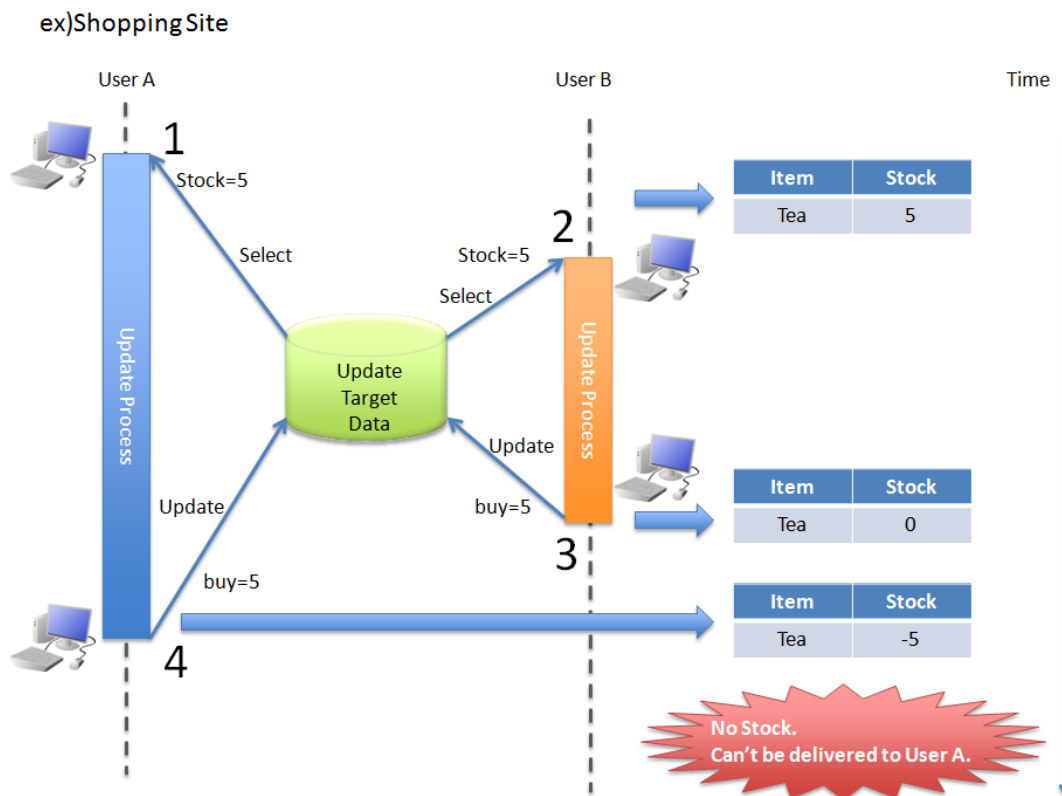 ex)Shopping Site
User A
User B
Time
1
Stock=5
Select
2
Stock=5
Select
Item Stock
Tea 5
Update Process
Update
Target
Data
Update Process
Update
buy=5
3
Item Stock
Tea 0
Update
buy=5
4
Item Stock
Tea -5
No Stock.
Can't be delivered to User A.